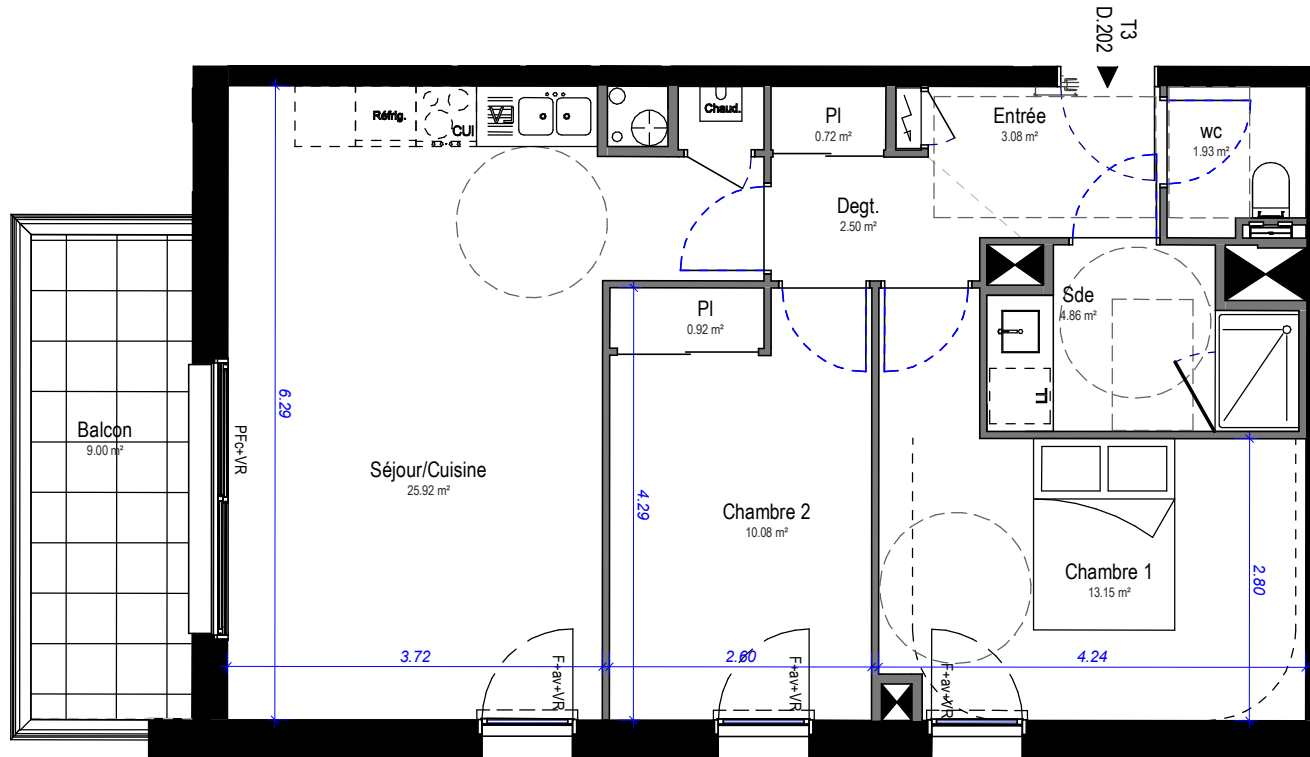 T3
D.202
Réfrig.
CUI
LV
Chaud.
Pl
0.72 m²
Entrée
3.08 m²
wc
1.93 m²
Degt.
2.50 m²
Sde
4.86 m²
Pl
0.92 m²
LL
Balcon
9.00 m²
PFc+VR
6.29
Séjour/Cuisine
25.92 m²
4.29
Chambre 2
10.08 m²
Chambre 1
13.15 m²
2.80
3.72
2.60
4.24
F+av+VR
F+av+VR
F+av+VR